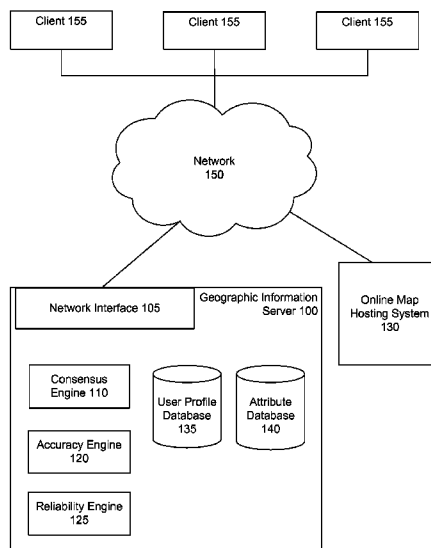 Client 155
Client 155
Client 155
Network
150
Network Interface 105
Geographic Information
Server 100
Online Map
Hosting System
130
Consensus
Engine 110
User Profile
Database
135
Attribute
Database
140
Accuracy Engine
120
Reliability Engine
125